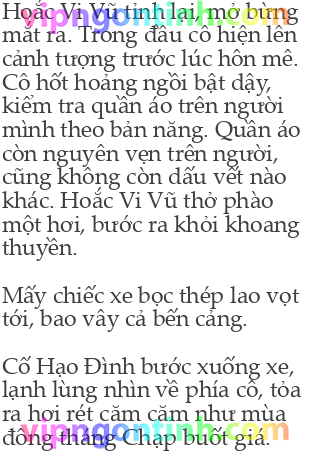 Hoắc Vi Vũ tỉnh lại, mở bừng
mắt ra. Trong đầu cô hiện lên
cảnh tượng trước lúc hôn mê.
Cô hốt hoảng ngồi bật dậy,
kiểm tra quần áo trên người
mình theo bản năng. Quần áo
còn nguyên vẹn trên người,
cũng không còn dấu vết nào
khác. Hoắc Vi Vũ thở phào
một hơi, bước ra khỏi khoang
thuyền.
Mấy chiếc xe bọc thép lao vọt
tới, bao vây cả bến cảng.
Cố Hạo Đình bước xuống xe,
lạnh lùng nhìn về phía cô, tỏa
ra hơi rét căm căm như mùa
đông tháng Chạp buốt giá.
vipngontinh.com
vipngontinh.com